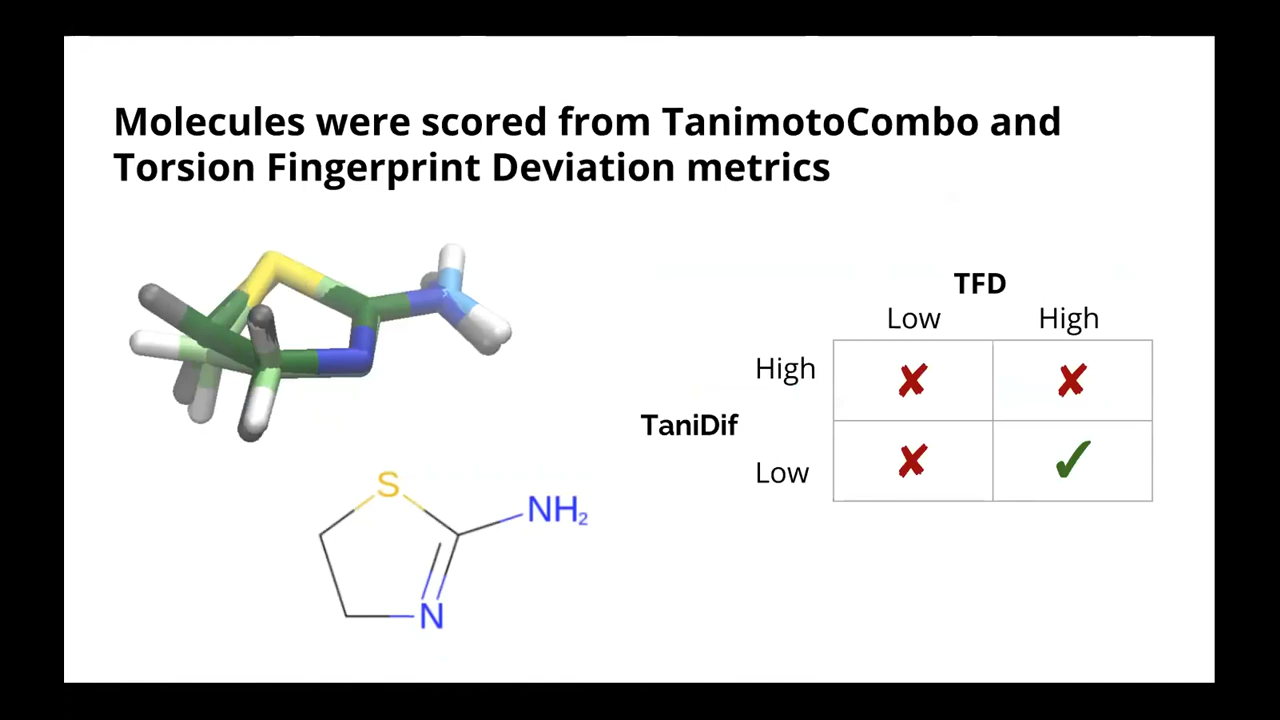 Molecules were scored from TanimotoCombo and
Torsion Fingerprint Deviation metrics
TFD
Low High
High ✘ ✘
TaniDif
Low ✘ ✓
S
NH₂
N